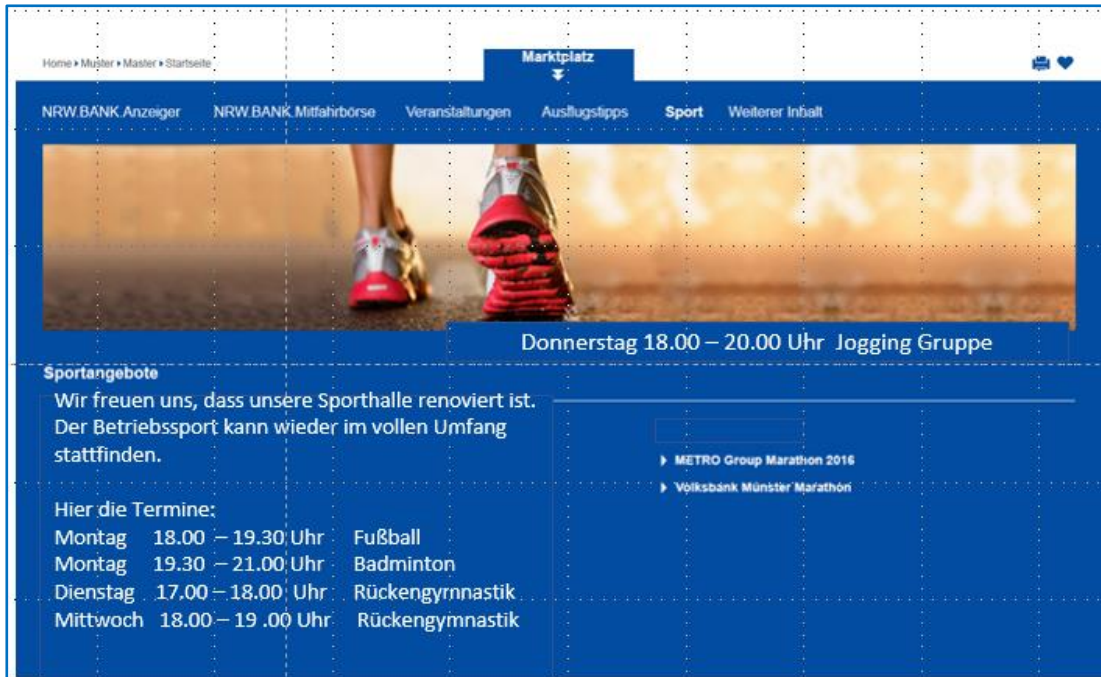 Marktplatz
Home Muster Master Startseite
NRW.BANK.Anzeiger NRW.BANK.Mitfahrbörse Veranstaltungen Ausflugstipps Sport Weiterer Inhalt
Donnerstag 18.00 – 20.00 Uhr Jogging Gruppe
Sportangebote
Wir freuen uns, dass unsere Sporthalle renoviert ist.
Der Betriebssport kann wieder im vollen Umfang
stattfinden.
Hier die Termine:
Montag 18.00 – 19.30 Uhr Fußball
Montag 19.30 – 21.00 Uhr Badminton
Dienstag 17.00 – 18.00 Uhr Rückengymnastik
Mittwoch 18.00 – 19 .00 Uhr Rückengymnastik
METRO Group Marathon 2016
Volksbank Münster Marathon